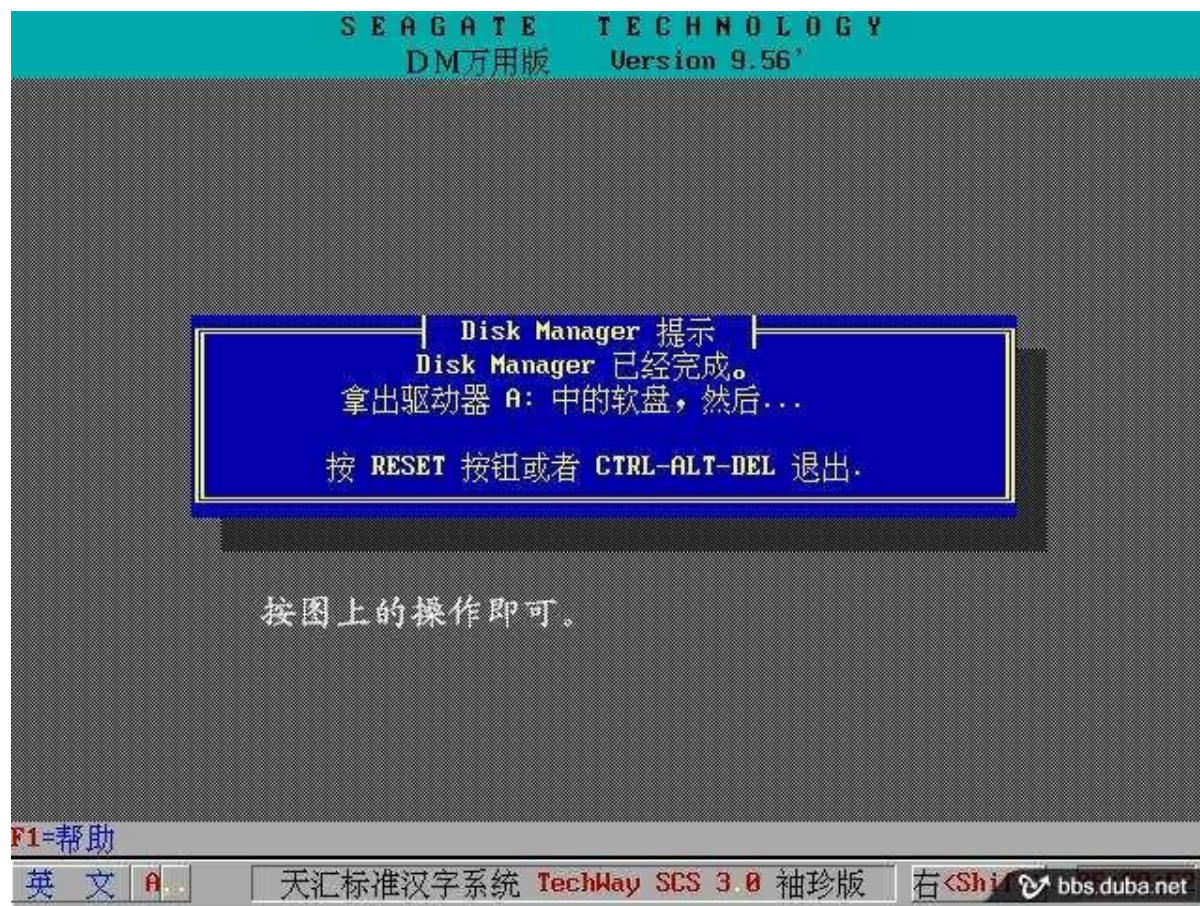 SEAGATE TECHNOLOGY
DM万用版 Version 9.56'
Disk Manager 提示
Disk Manager 已经完成。
拿出驱动器 A: 中的软盘，然后...
按 RESET 按钮或者 CTRL-ALT-DEL 退出.
按图上的操作即可。
F1=帮助
英 文 A.. 天汇标准汉字系统 TechWay SCS 3.0 袖珍版 右<Shi
bbs.duba.net